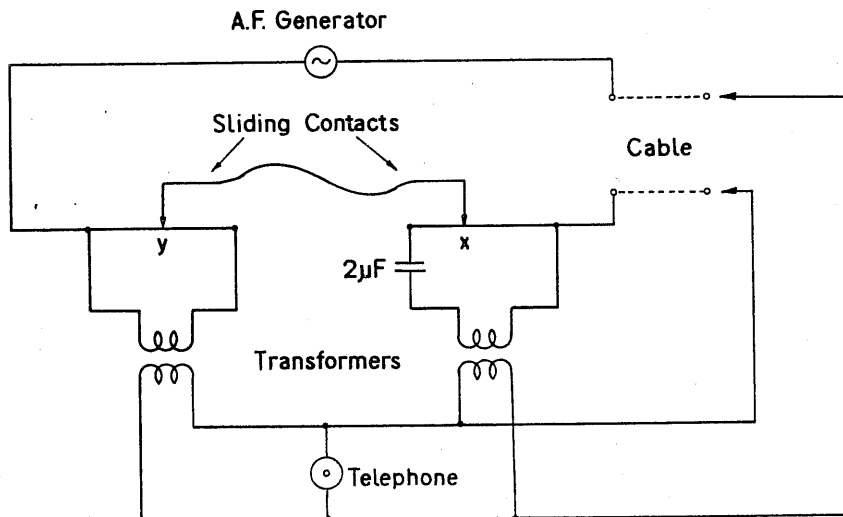 A.F. Generator
Sliding Contacts
Cable
y
x
2µF
Transformers
Telephone